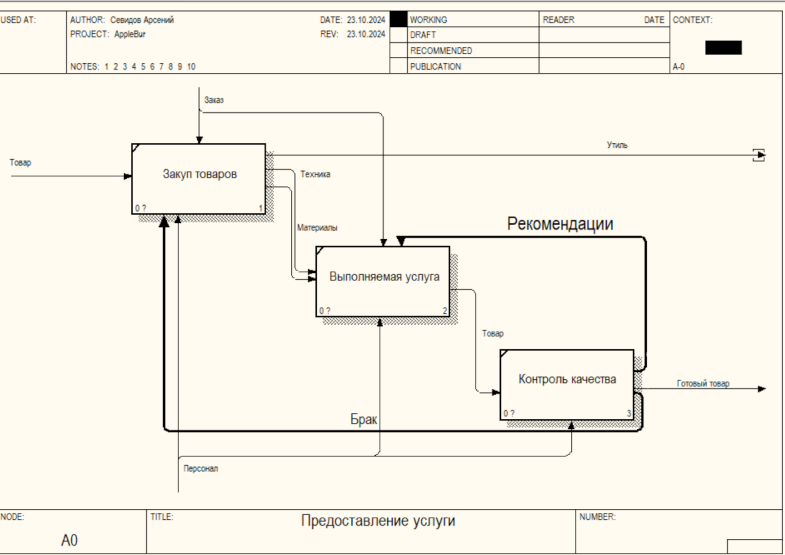 USED AT:
AUTHOR: Севидов Арсений
DATE: 23.10.2024
WORKING
READER
DATE
CONTEXT:
PROJECT: AppleBur
REV: 23.10.2024
DRAFT
RECOMMENDED
NOTES: 1 2 3 4 5 6 7 8 9 10
PUBLICATION
A-0
Заказ
Утиль
Товар
Закуп товаров
Техника
0 ?
1
Материалы
Рекомендации
Выполняемая услуга
0 ?
2
Товар
Контроль качества
Готовый товар
0 ?
3
Брак
Персонал
NODE:
TITLE:
Предоставление услуги
NUMBER:
A0